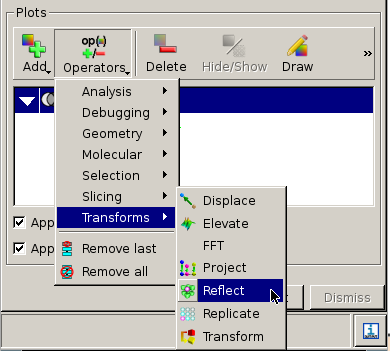 Plots
op()
+/-
Add
Operators
Delete
Hide/Show
Draw
»
Analysis
Debugging
Geometry
Molecular
Selection
Slicing
Transforms
Remove last
Remove all
App
App
Displace
Elevate
FFT
Project
Reflect
Replicate
Transform
Dismiss